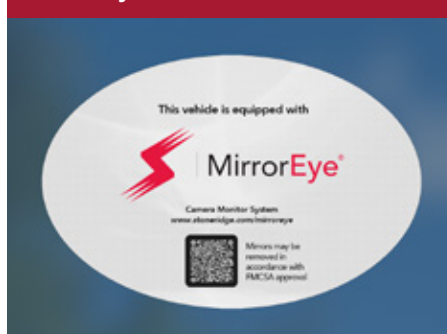 This vehicle is equipped with
MirrorEye®
Camera Monitor System
www.stoneridge.com/mirroreye
Mirrors may be
removed in
accordance with
FMCSA approval